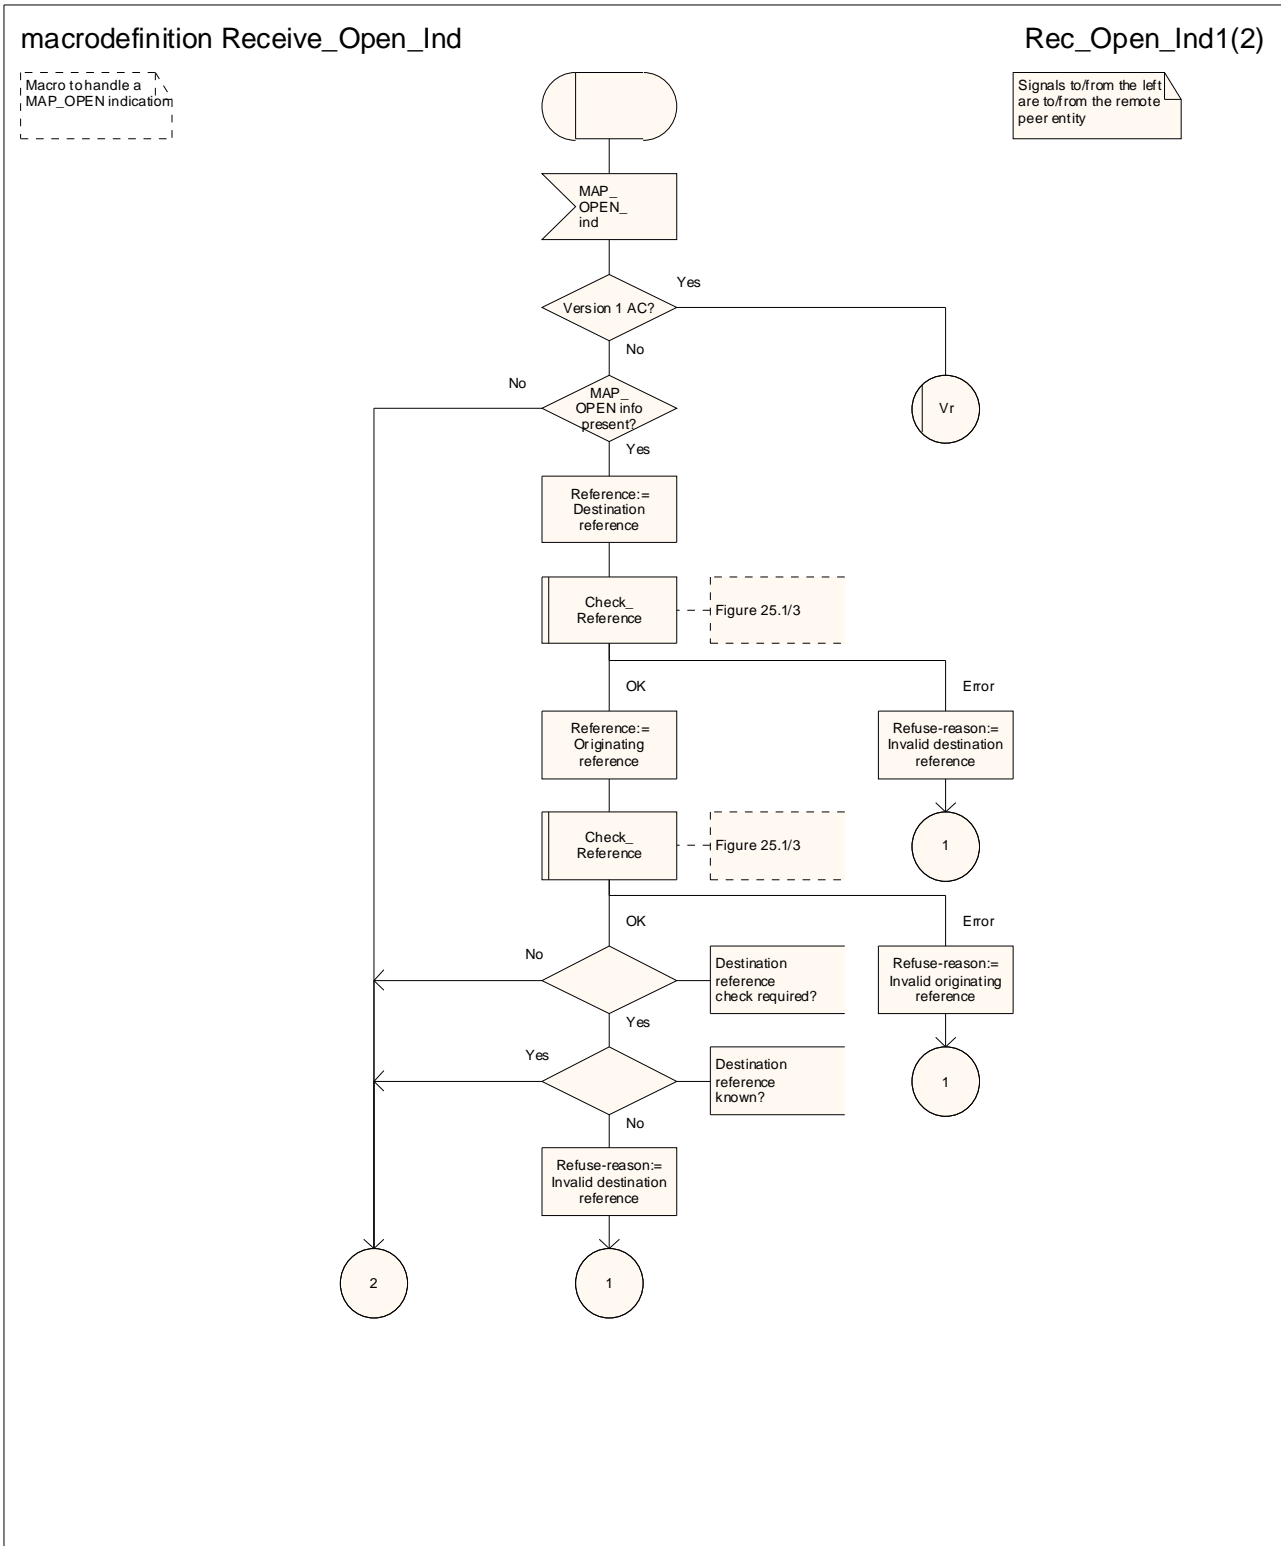 macrodefinition Receive_Open_Ind
Rec_Open_Ind1(2)
Macro to handle a
MAP_OPEN indication
Signals to/from the left
are to/from the remote
peer entity
MAP_
OPEN_
ind
Yes
Version 1 AC?
No
No
MAP_
OPEN info
present?
Vr
Yes
Reference:=
Destination
reference
Check_
Reference
Figure 25.1/3
OK
Error
Reference:=
Originating
reference
Refuse-reason:=
Invalid destination
reference
Check_
Reference
Figure 25.1/3
1
OK
Error
No
Destination
reference
check required?
Refuse-reason:=
Invalid originating
reference
Yes
Yes
Destination
reference
known?
1
No
Refuse-reason:=
Invalid destination
reference
2
1